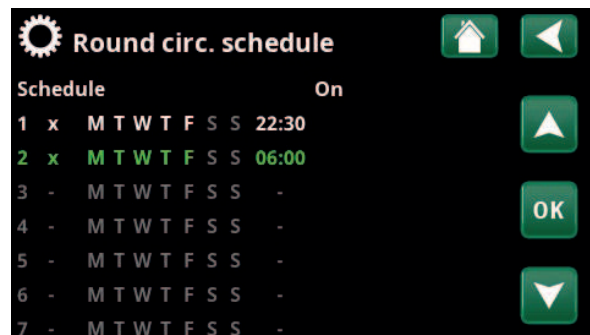 Round circ. schedule
Schedule On
1 x M T W T F S S 22:30
2 x M T W T F S S 06:00
3 - M T W T F S S -
4 - M T W T F S S -
OK
5 - M T W T F S S -
6 - M T W T F S S -
7 - M T W T F S S -